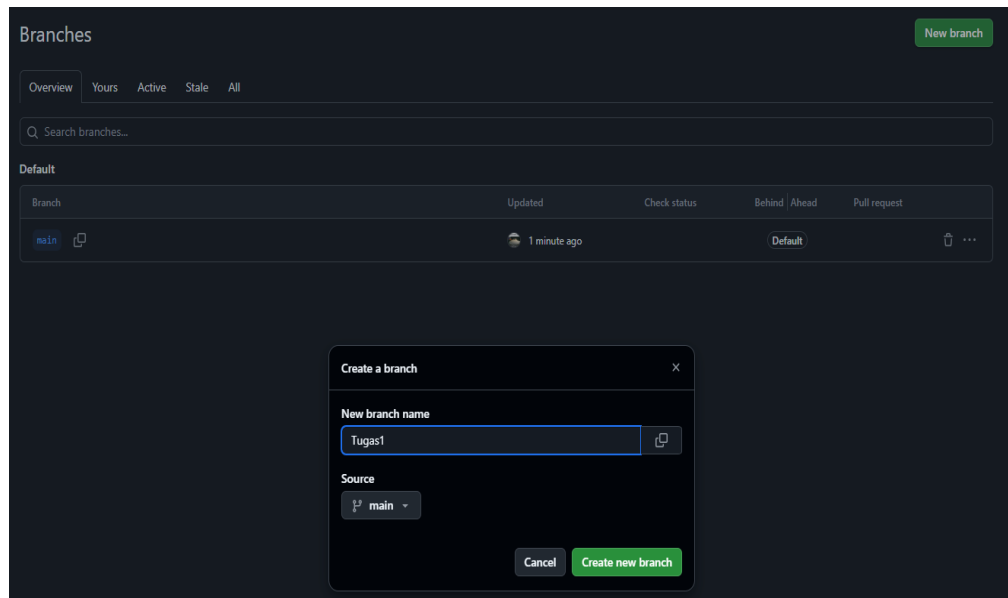 Branches
New branch
Overview Yours Active Stale All
Search branches...
Default
Branch Updated Check status Behind Ahead Pull request
main 1 minute ago Default
Create a branch
New branch name
Tugas1
Source
main
Cancel Create new branch